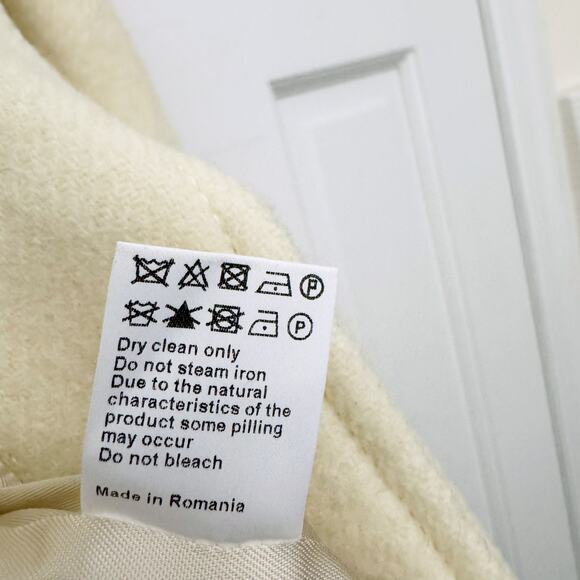 P
P
Dry clean only
Do not steam iron
Due to the natural
characteristics of the
product some pilling
may occur
Do not bleach
Made in Romania